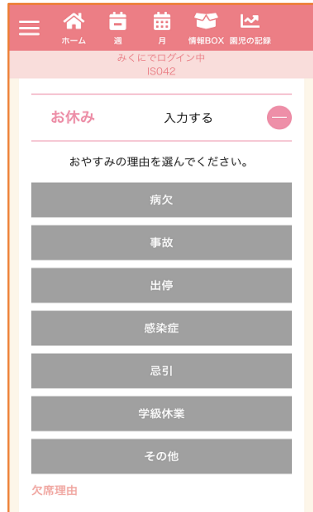 ホーム 週 月 情報BOX 園児の記録
みくにでログイン中
IS042
お休み 入力する
おやすみの理由を選んでください。
病欠
事故
出停
感染症
忌引
学級休業
その他
欠席理由